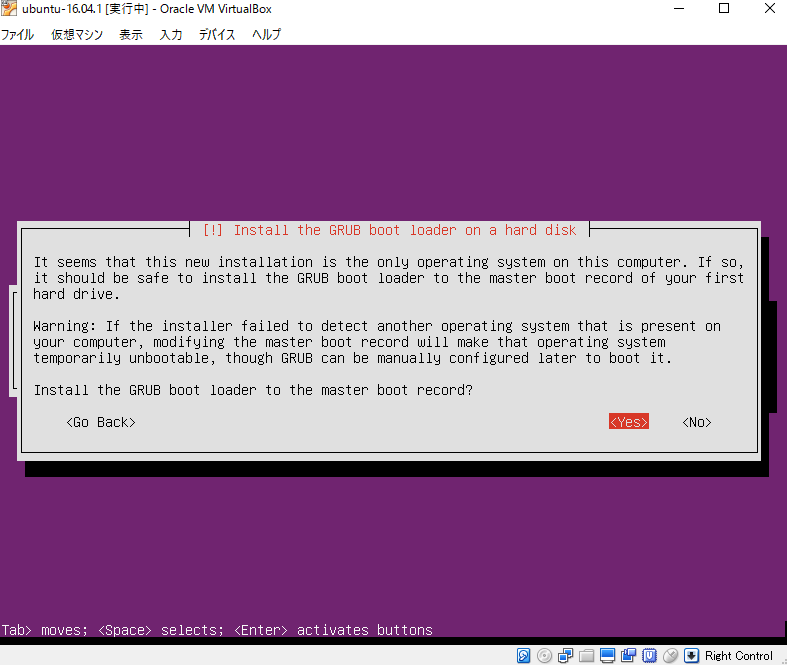 ubuntu-16.04.1 [実行中] - Oracle VM VirtualBox
ファイル 仮想マシン 表示 入力 デバイス ヘルプ
[!] Install the GRUB boot loader on a hard disk
It seems that this new installation is the only operating system on this computer. If so,
it should be safe to install the GRUB boot loader to the master boot record of your first
hard drive.
Warning: If the installer failed to detect another operating system that is present on
your computer, modifying the master boot record will make that operating system
temporarily unbootable, though GRUB can be manually configured later to boot it.
Install the GRUB boot loader to the master boot record?
<Go Back> <Yes> <No>
Tab> moves; <Space> selects; <Enter> activates buttons
Right Control